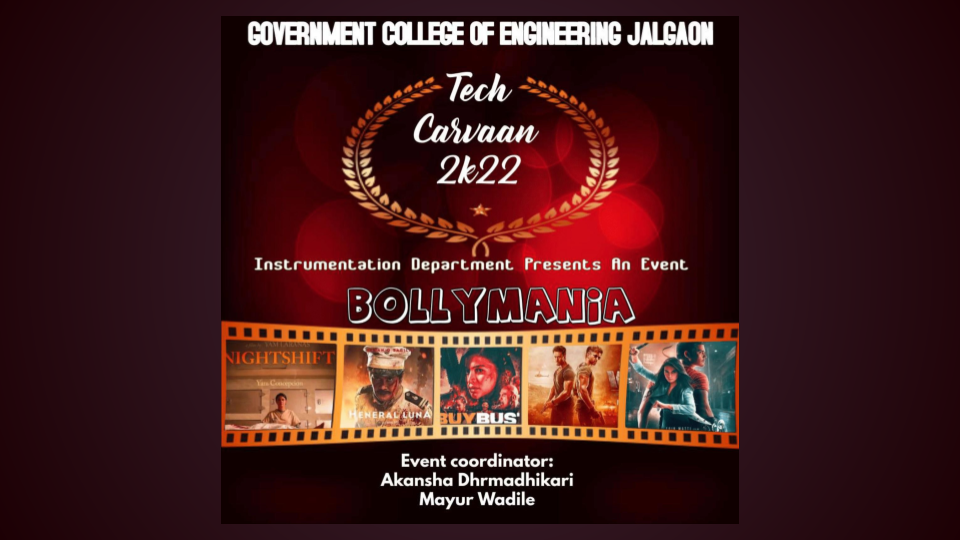 GOVERNMENT COLLEGE OF ENGINEERING JALGAON
Tech
Carvaan
2k22
Instrumentation Department Presents An Event
BOLLYMANiA
NIGHTSHIFT
HENERAL LUNA
BUYBUS
Event coordinator:
Akansha Dhrmadhikari
Mayur Wadile